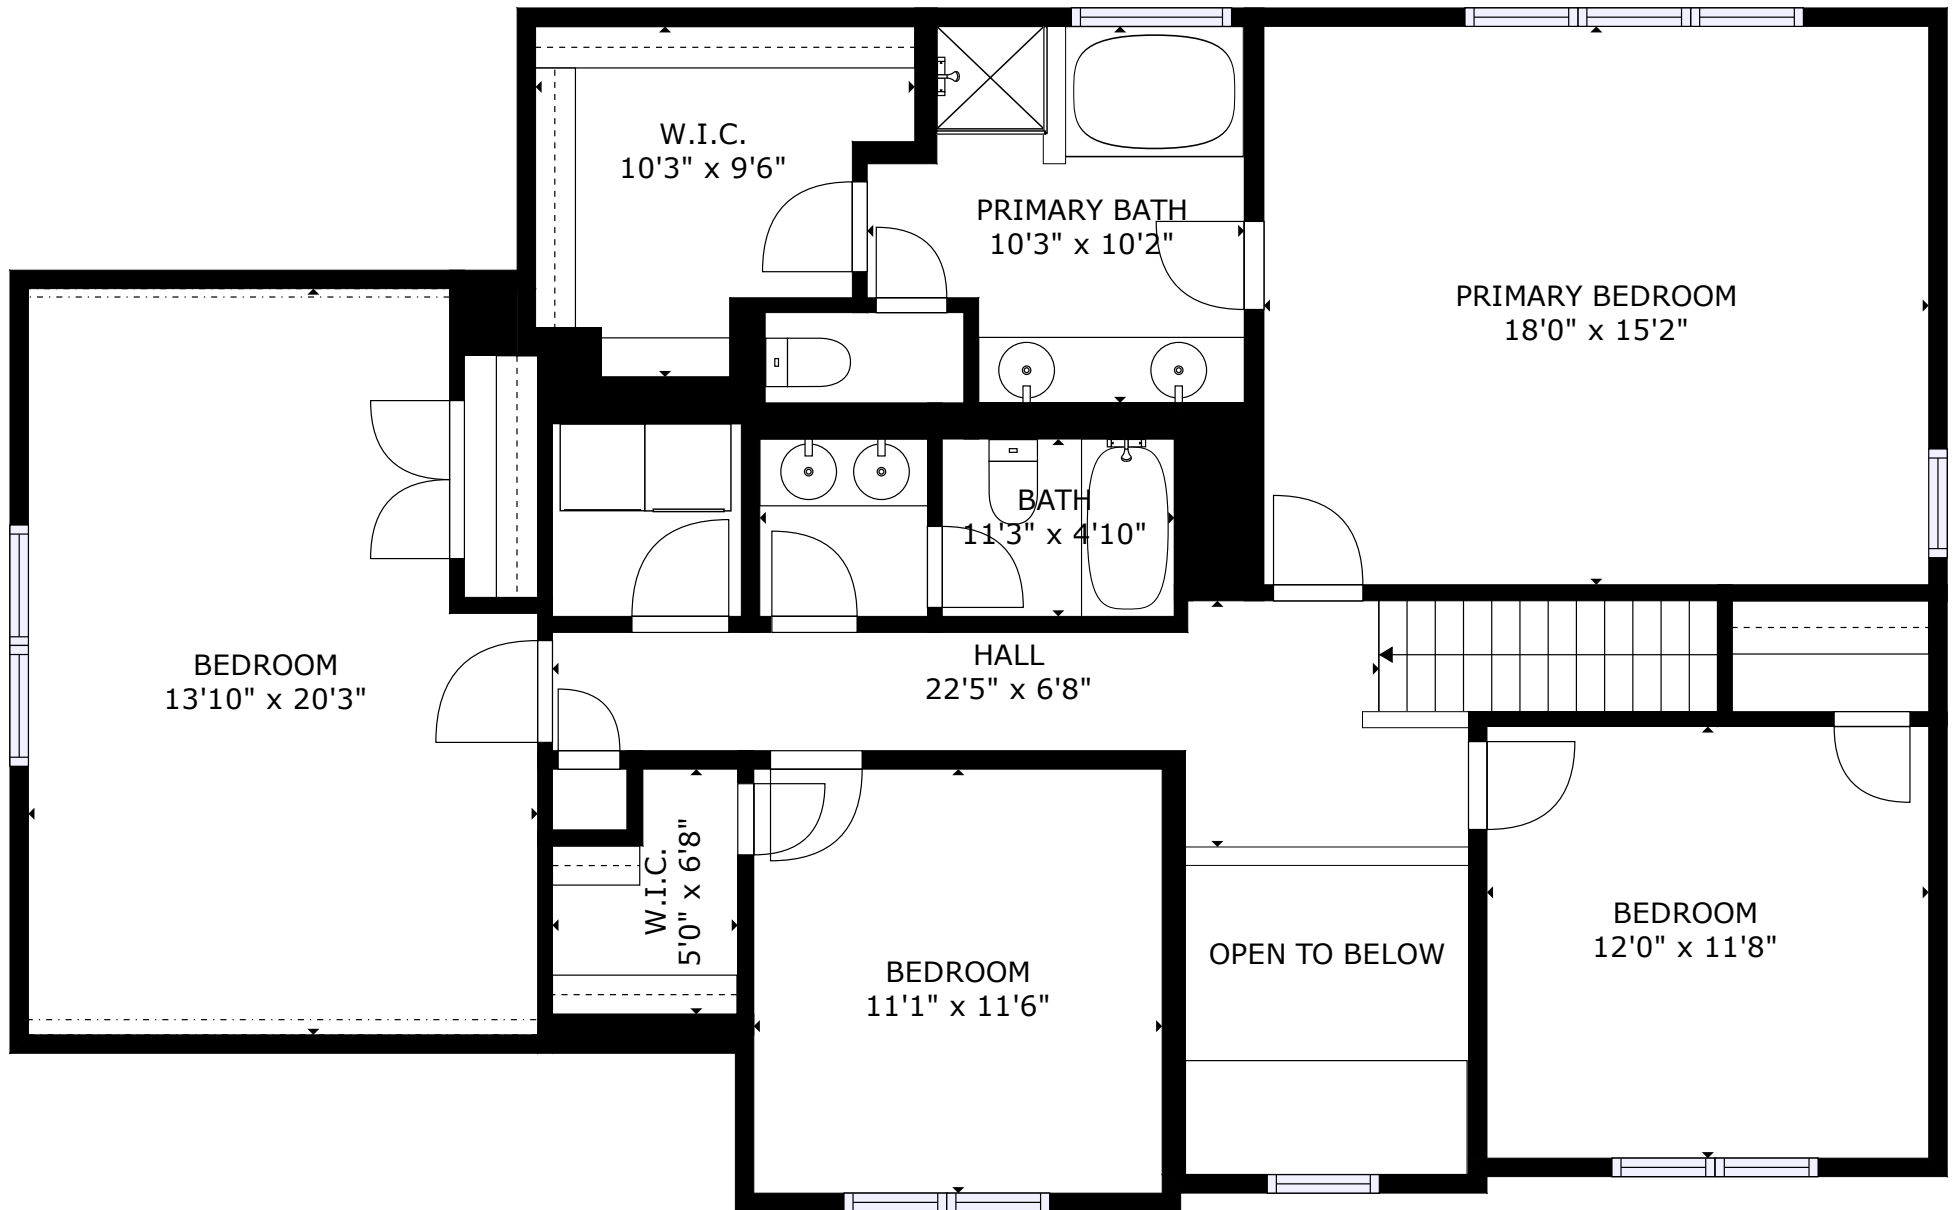 W.I.C.
10'3" x 9'6"
PRIMARY BATH
10'3" x 10'2"
PRIMARY BEDROOM
18'0" x 15'2"
BATH
11'3" x 4'10"
HALL
22'5" x 6'8"
BEDROOM
13'10" x 20'3"
W.I.C.
5'0" x 6'8"
BEDROOM
11'1" x 11'6"
OPEN TO BELOW
BEDROOM
12'0" x 11'8"